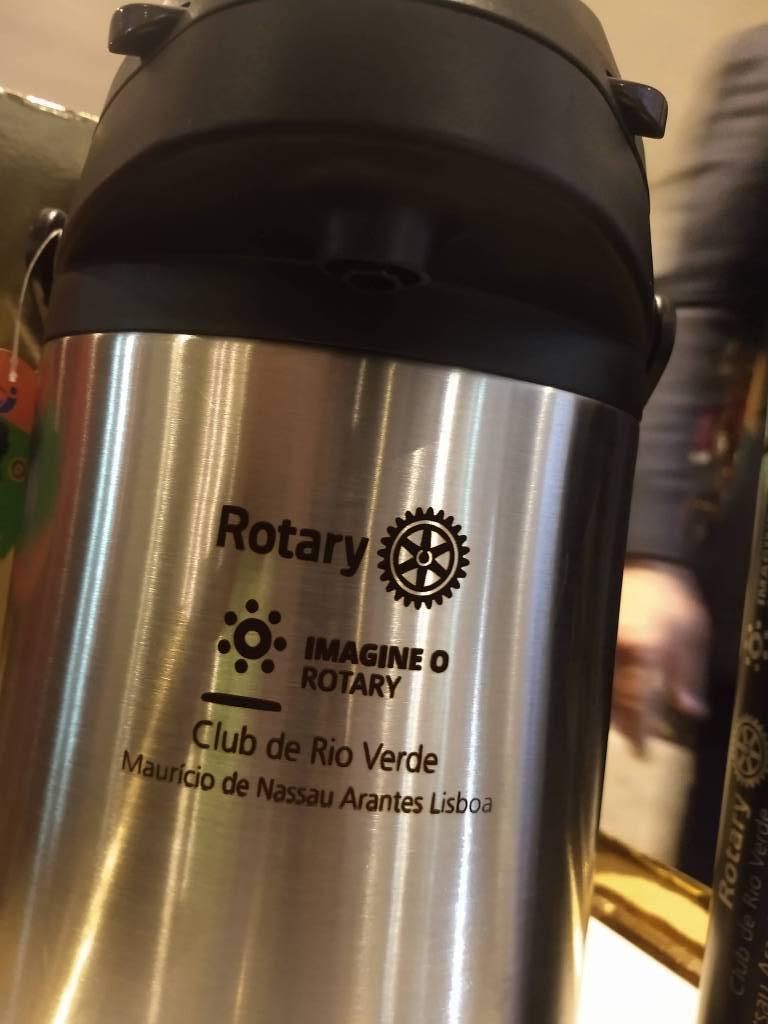 Rotary
IMAGINE O
ROTARY
Club de Rio Verde
Maurício de Nassau Arantes Lisboa
Rotary
Club de Rio Verde